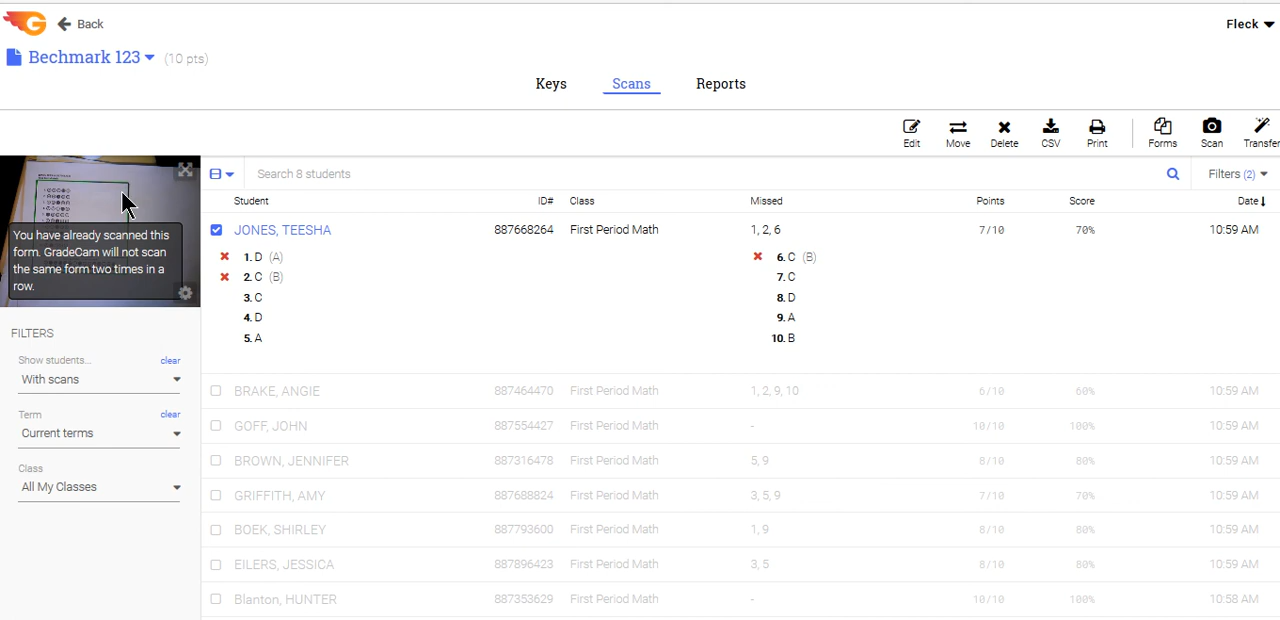 G Back Fleck
Bechmark 123 (10 pts)
Keys Scans Reports
Edit Move Delete CSV Print Forms Scan Transfer
Search 8 students Filters (2)
Student ID# Class Missed Points Score Date
JONES, TEESHA 887668264 First Period Math 1, 2, 6 7/10 70% 10:59 AM
You have already scanned this
form. GradeCam will not scan
the same form two times in a
row.
1. D (A) 6. C (B)
2. C (B) 7. C
3. C 8. D
4. D 9. A
5. A 10. B
FILTERS
Show students... clear
With scans
Term clear
Current terms
Class
All My Classes
BRAKE, ANGIE 887464470 First Period Math 1, 2, 9, 10 6/10 60% 10:59 AM
GOFF, JOHN 887554427 First Period Math - 10/10 100% 10:59 AM
BROWN, JENNIFER 887316478 First Period Math 5, 9 8/10 80% 10:59 AM
GRIFFITH, AMY 887688824 First Period Math 3, 5, 9 7/10 70% 10:59 AM
BOEK, SHIRLEY 887793600 First Period Math 1, 9 8/10 80% 10:59 AM
EILERS, JESSICA 887896423 First Period Math 3, 5 8/10 80% 10:59 AM
Blanton, HUNTER 887353629 First Period Math - 10/10 100% 10:58 AM